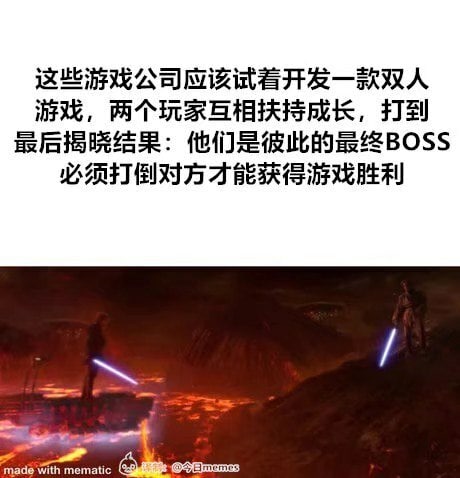 这些游戏公司应该试着开发一款双人
游戏，两个玩家互相扶持成长，打到
最后揭晓结果：他们是彼此的最终BOSS
必须打倒对方才能获得游戏胜利
made with mematic
@今日memes